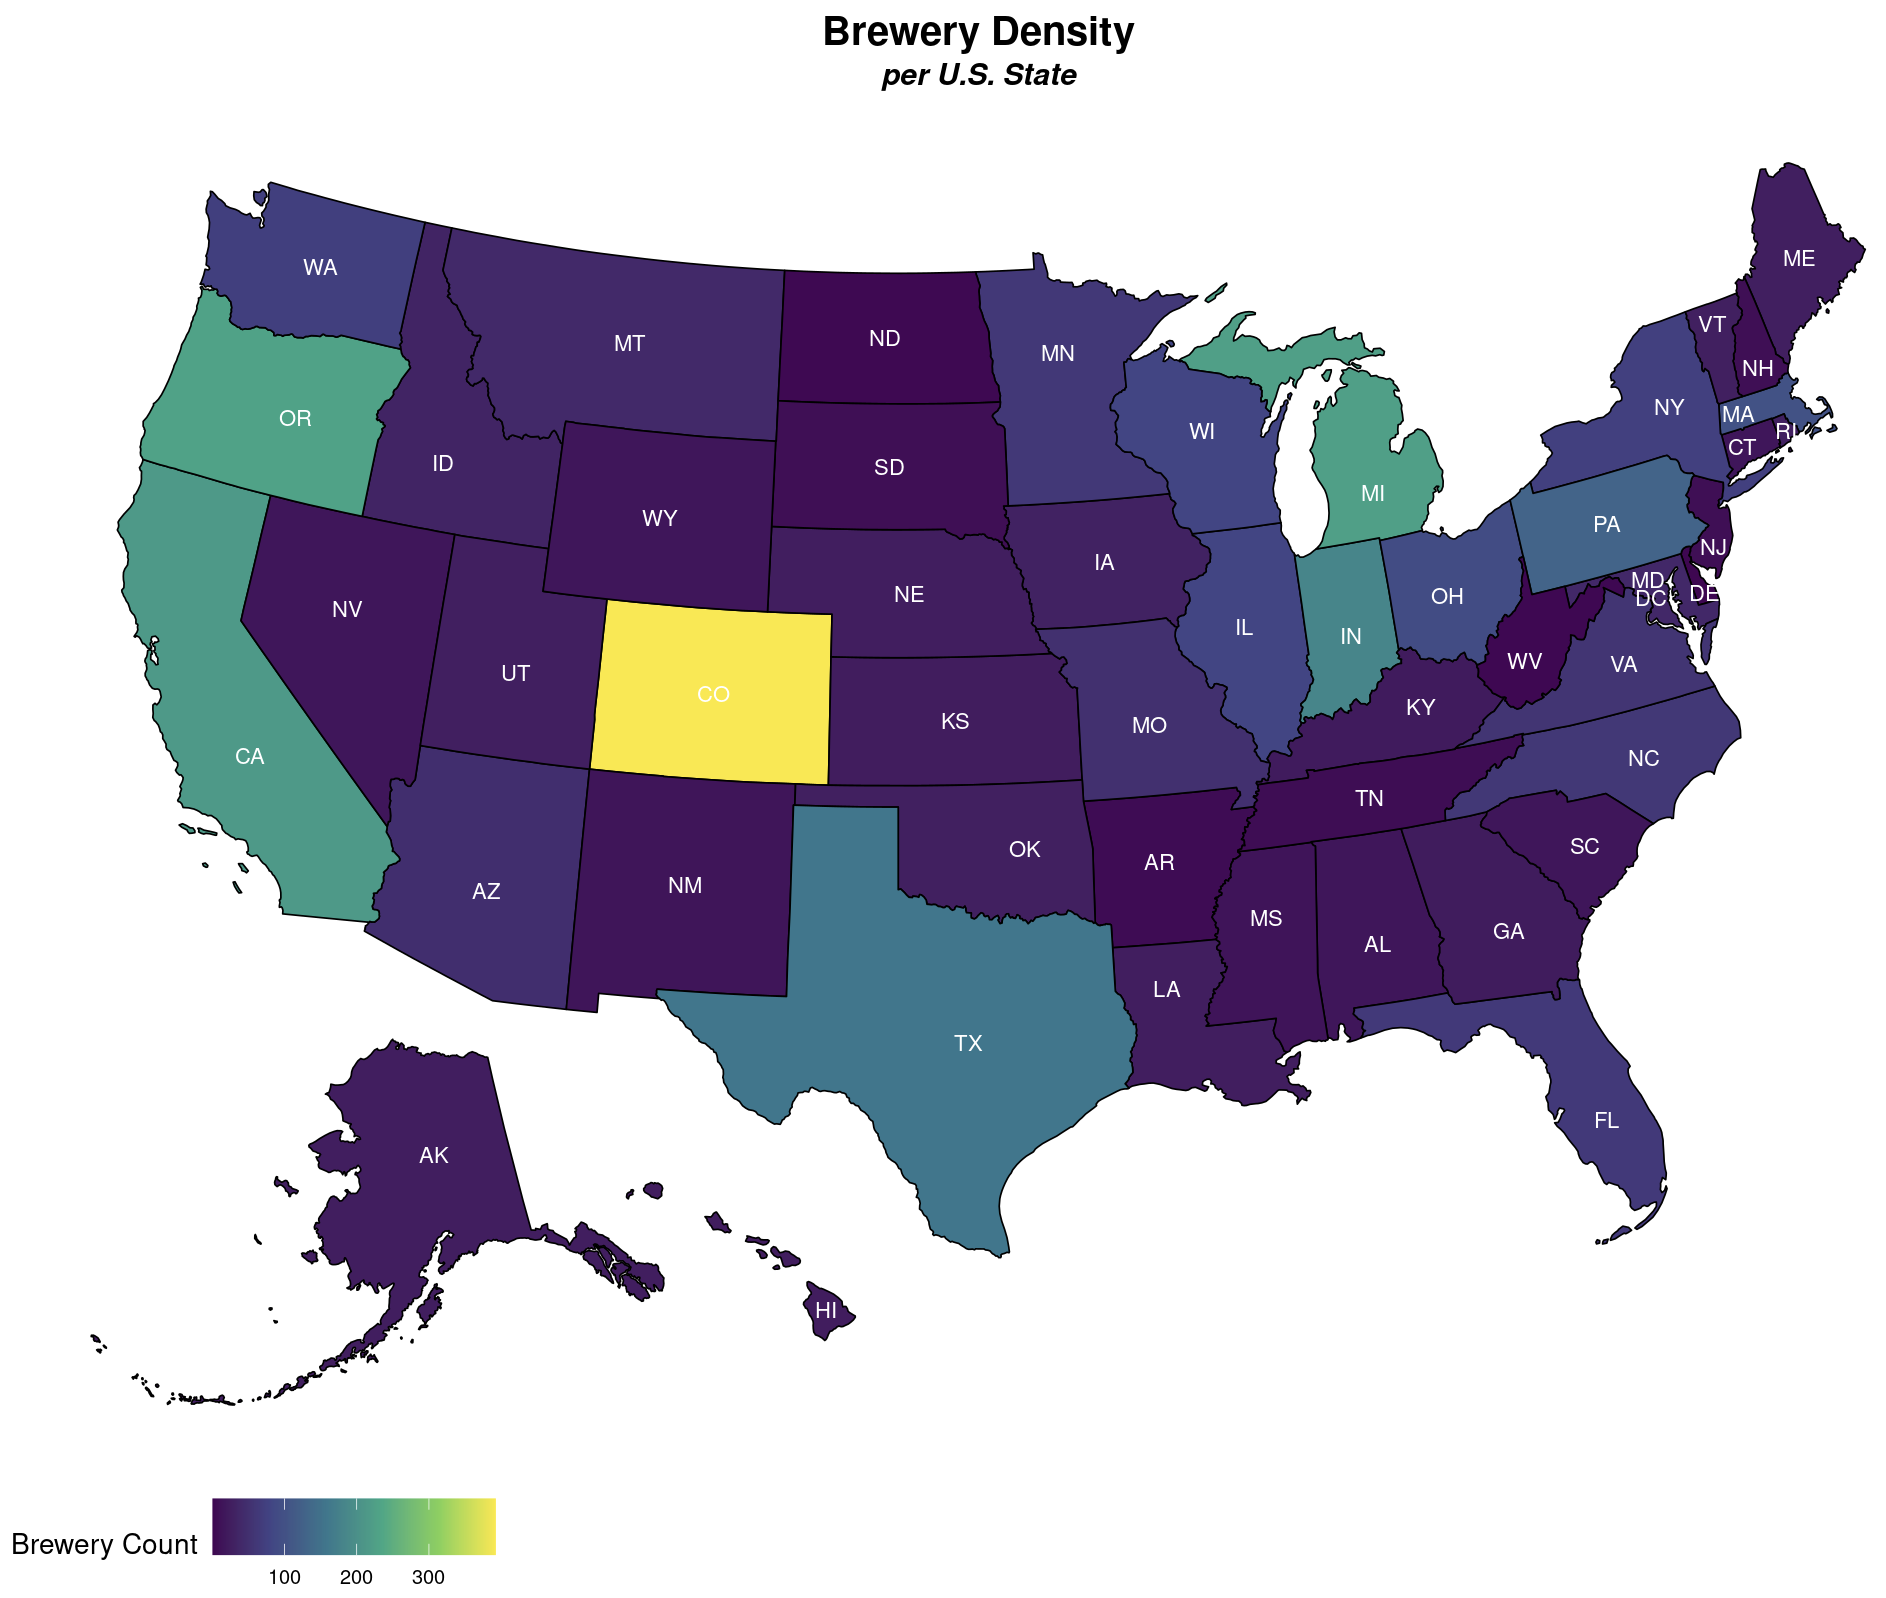 Brewery Density
per U.S. State
ME
WA
VT
MT
ND
MN
NH
NY
MA
OR
WI
RI
CT
ID
SD
MI
WY
PA
NJ
IA
MD
NE
OH
DC
DE
NV
IL
IN
WV
VA
UT
CO
KS
KY
MO
CA
NC
TN
OK
SC
AR
NM
AZ
MS
GA
AL
LA
TX
FL
AK
HI
Brewery Count
100 200 300